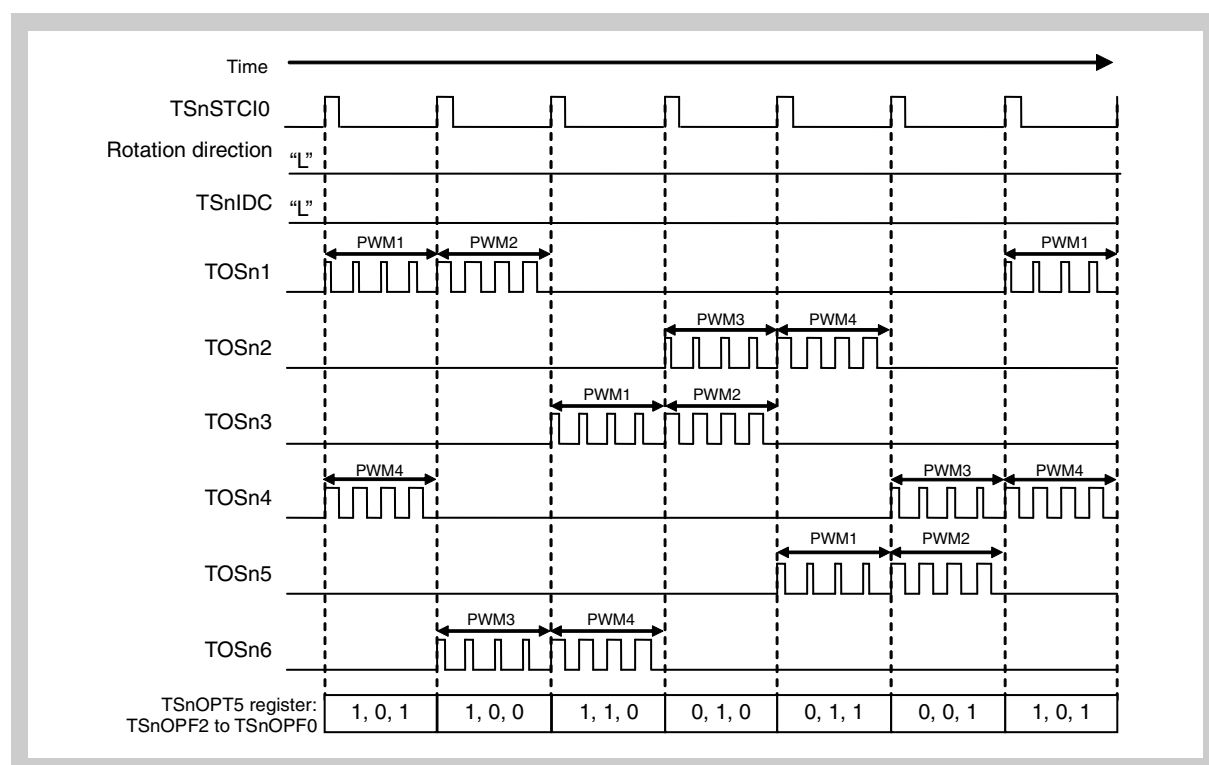 Time
TSnSTCI0
Rotation direction “L”
TSnIDC “L”
PWM1 PWM2 PWM1
TOSn1
PWM3 PWM4
TOSn2
PWM1 PWM2
TOSn3
PWM4 PWM3 PWM4
TOSn4
PWM1 PWM2
TOSn5
PWM3 PWM4
TOSn6
TSnOPT5 register:
TSnOPF2 to TSnOPF0
1, 0, 1 1, 0, 0 1, 1, 0 0, 1, 0 0, 1, 1 0, 0, 1 1, 0, 1